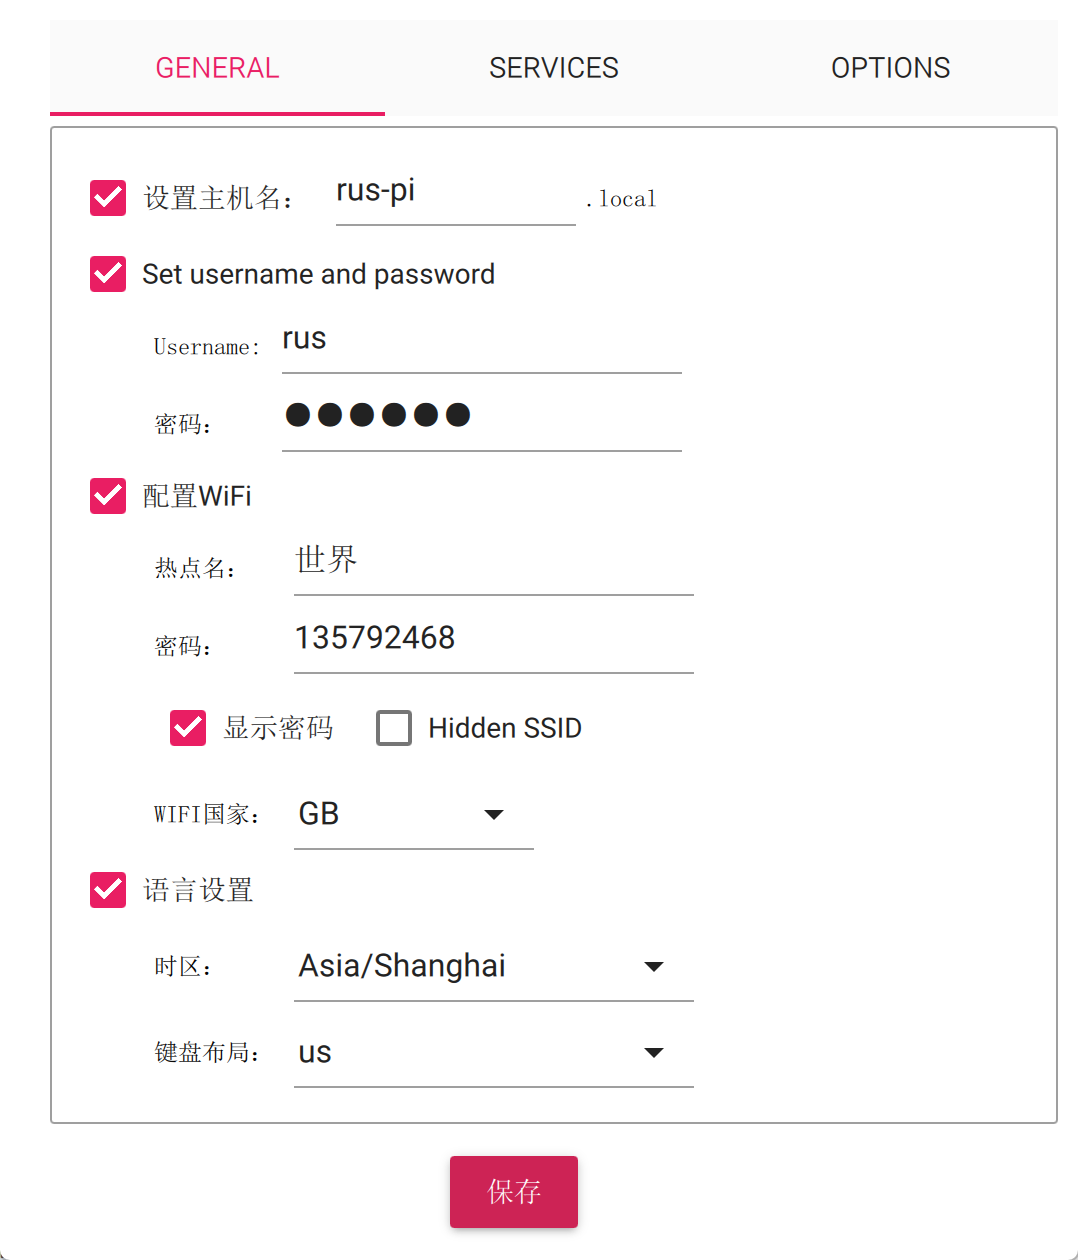 GENERAL SERVICES OPTIONS
设置主机名： rus-pi .local
Set username and password
Username: rus
密码： ●●●●●●
配置WiFi
热点名： 世界
密码： 135792468
显示密码 Hidden SSID
WIFI国家： GB
语言设置
时区： Asia/Shanghai
键盘布局： us
保存